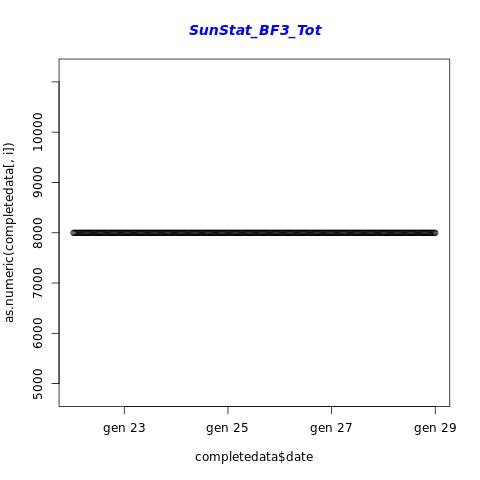 SunStat_BF3_Tot
as.numeric(completedata[, i])
10000
9000
8000
7000
6000
5000
gen 23 gen 25 gen 27 gen 29
completedata$date